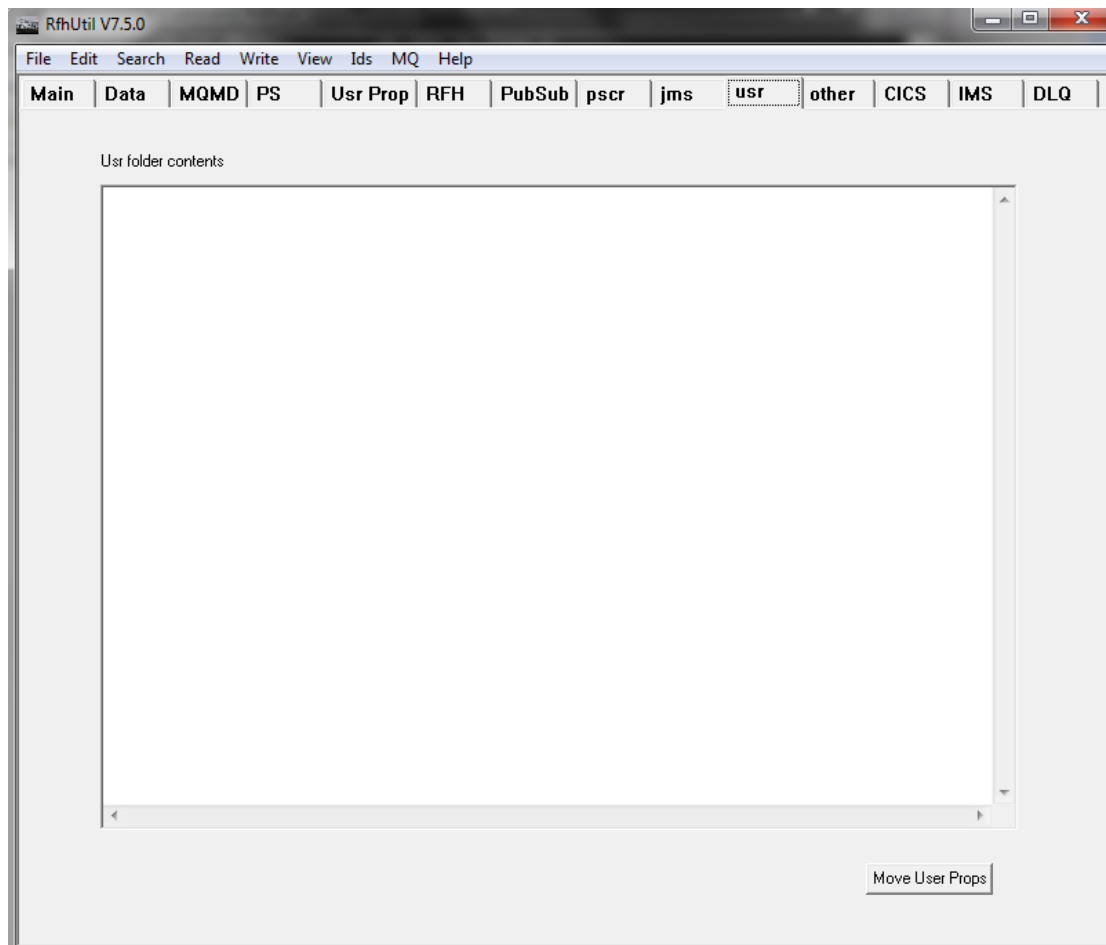 RfhUtil V7.5.0
File Edit Search Read Write View Ids MQ Help
Main Data MQMD PS Usr Prop RFH PubSub pscr jms usr other CICS IMS DLQ
Usr folder contents
Move User Props